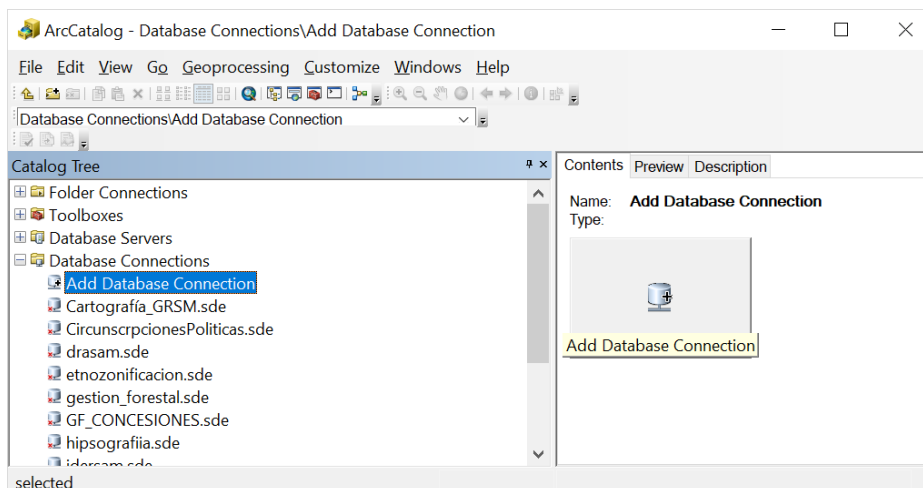 ArcCatalog - Database Connections\Add Database Connection
File Edit View Go Geoprocessing Customize Windows Help
Database Connections\Add Database Connection
Catalog Tree
Folder Connections
Toolboxes
Database Servers
Database Connections
Add Database Connection
Cartografía_GRSM.sde
CircunscrpcionesPoliticas.sde
drasam.sde
etnozonificacion.sde
gestion_forestal.sde
GF_CONCESIONES.sde
hipsografiia.sde
idersam.sde
Contents Preview Description
Name: Add Database Connection
Type:
Add Database Connection
selected